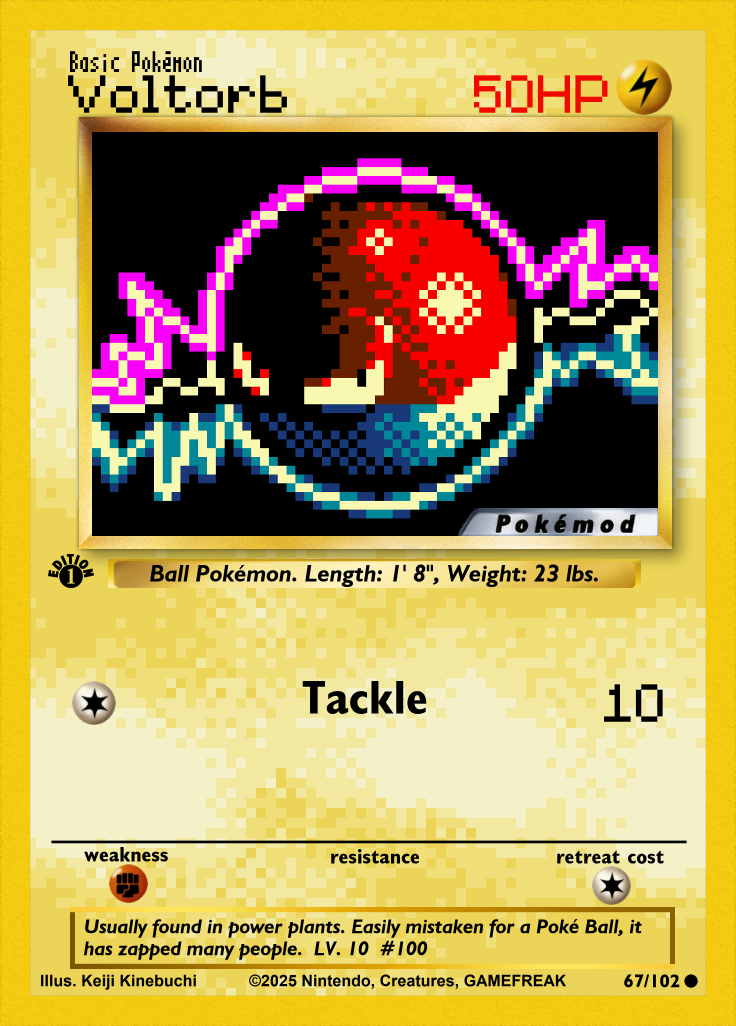 Basic Pokémon
Voltorb 50HP
Pokémod
EDITION 1
Ball Pokémon. Length: 1' 8", Weight: 23 lbs.
Tackle 10
weakness resistance retreat cost
Usually found in power plants. Easily mistaken for a Poké Ball, it
has zapped many people. LV. 10 #100
Illus. Keiji Kinebuchi ©2025 Nintendo, Creatures, GAMEFREAK 67/102